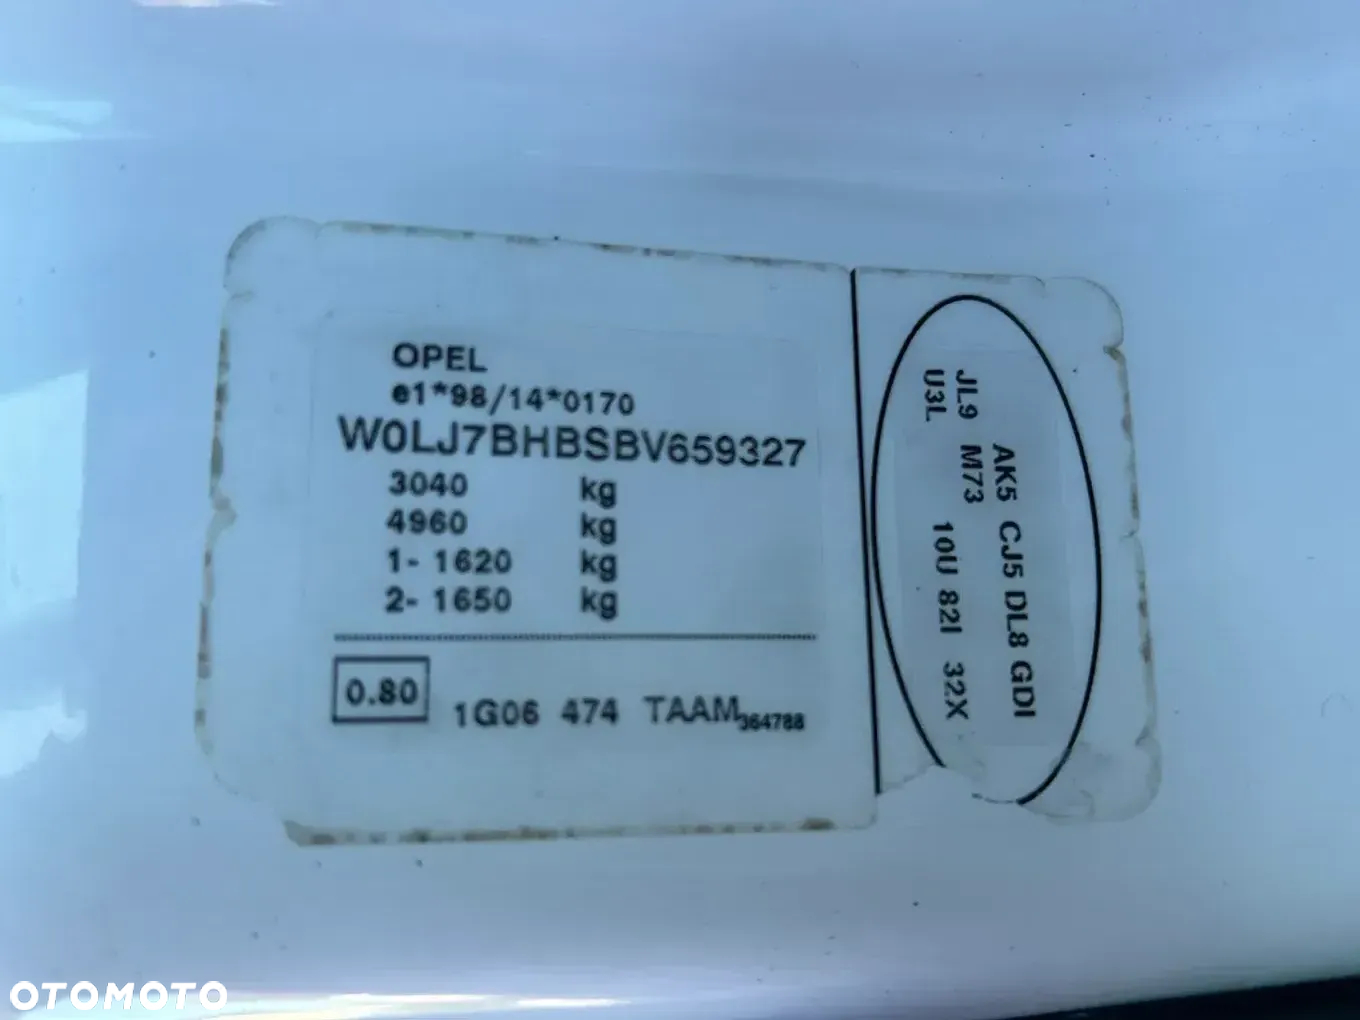 OPEL
e1*98/14*0170
W0LJ7BHBSBV659327
3040 kg
4960 kg
1- 1620 kg
2- 1650 kg
0.80 1G06 474 TAAM364788
AK5 CJ5 DL8 GDI
JL9 M73 10U 82I 32X
U3L
OTOMOTO